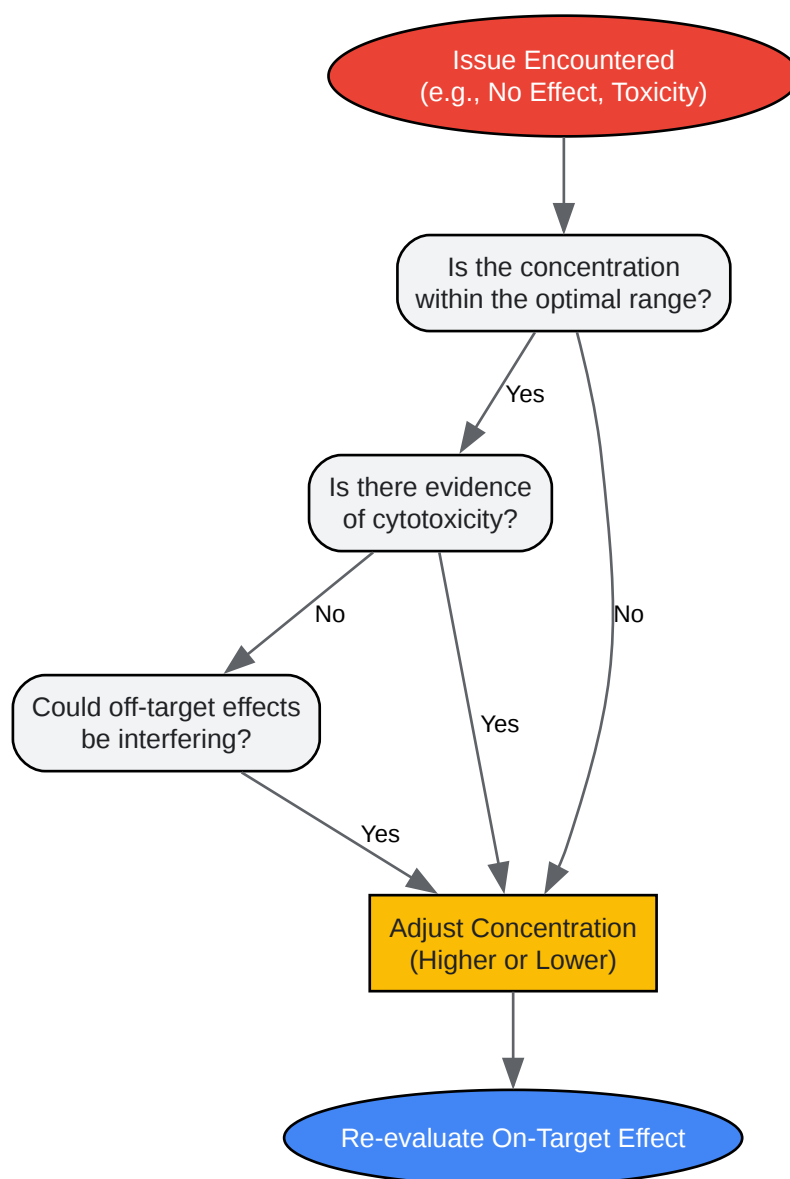 Issue Encountered
(e.g., No Effect, Toxicity)
Is the concentration
within the optimal range?
Yes
Is there evidence
of cytotoxicity?
No
No
Could off-target effects
be interfering?
Yes
Yes
Adjust Concentration
(Higher or Lower)
Re-evaluate On-Target Effect